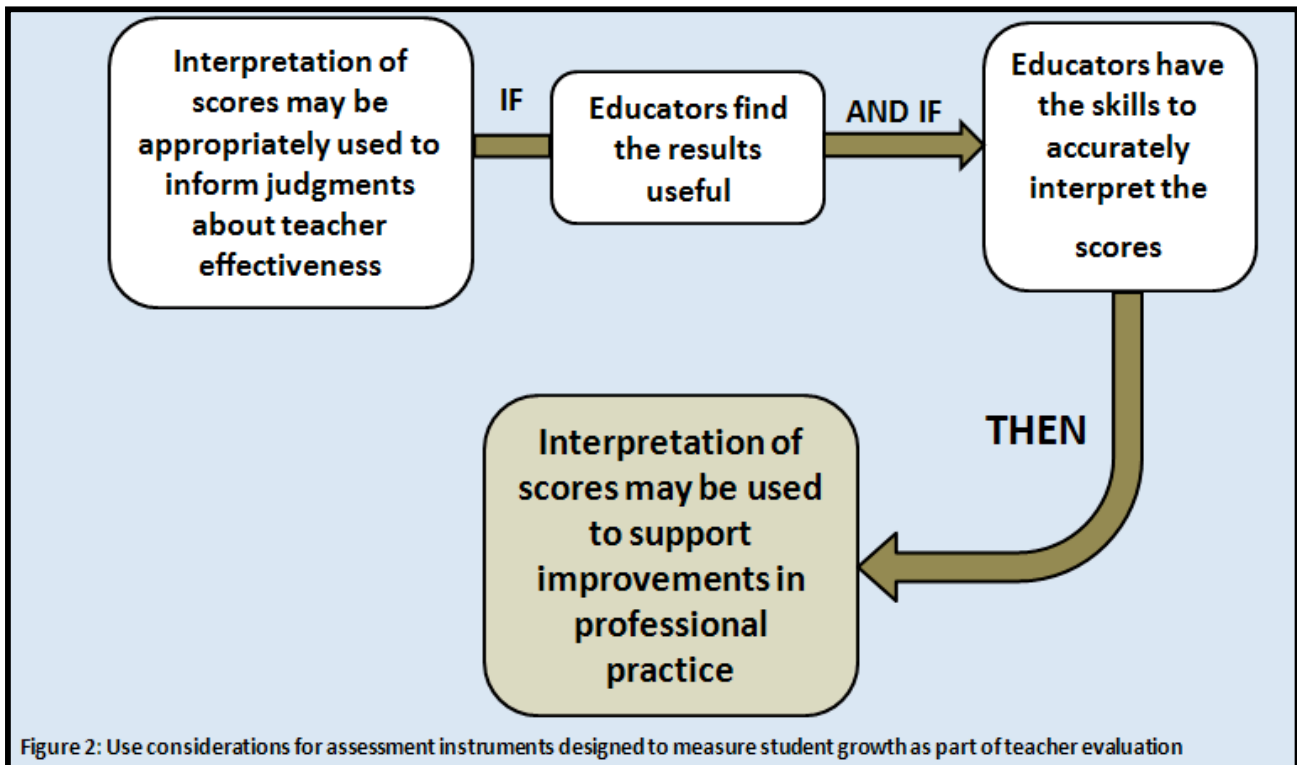 Interpretation of
scores may be
appropriately used to
inform judgments
about teacher
effectiveness
IF
Educators find
the results
useful
AND IF
Educators have
the skills to
accurately
interpret the
scores
THEN
Interpretation of
scores may be used
to support
improvements in
professional
practice
Figure 2: Use considerations for assessment instruments designed to measure student growth as part of teacher evaluation